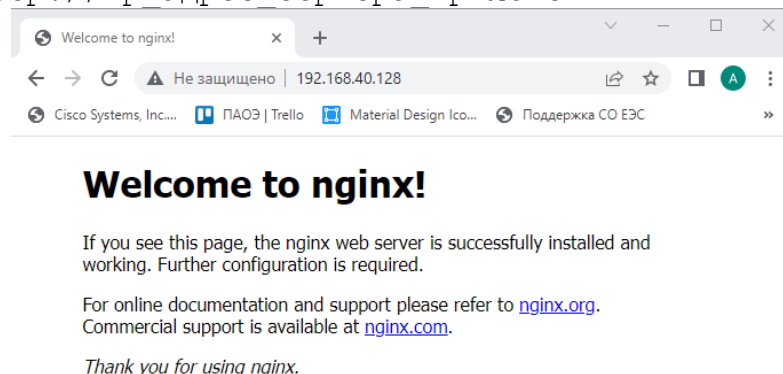 Welcome to nginx!
Не защищено | 192.168.40.128
A
Cisco Systems, Inc.... ПАОЭ | Trello Material Design Ico... Поддержка СО ЕЭС »
Welcome to nginx!
If you see this page, the nginx web server is successfully installed and
working. Further configuration is required.
For online documentation and support please refer to nginx.org.
Commercial support is available at nginx.com.
Thank you for using nginx.